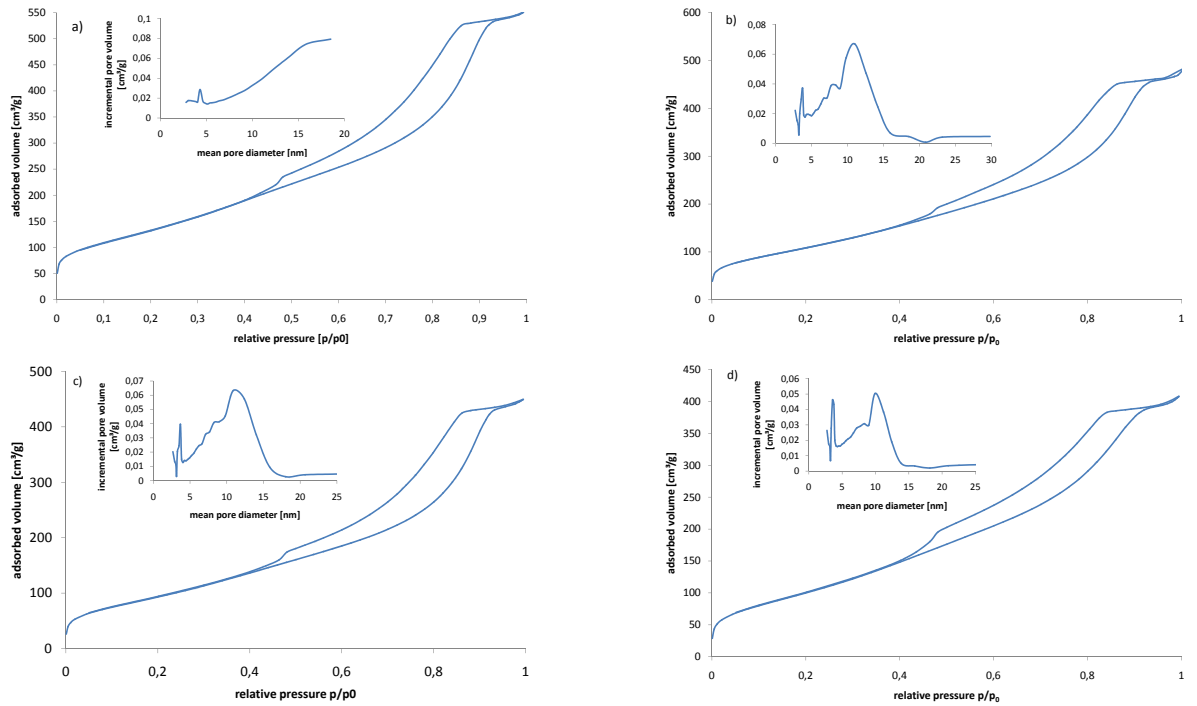 a)
adsorbed volume [cm³/g]
550
500
450
400
350
300
250
200
150
100
50
0
0 0,1 0,2 0,3 0,4 0,5 0,6 0,7 0,8 0,9 1
relative pressure [p/p0]
incremental pore volume
[cm³/g]
0,1
0,08
0,06
0,04
0,02
0
0 5 10 15 20
mean pore diameter [nm]
b)
adsorbed volume [cm³/g]
600
500
400
300
200
100
0
0 0,2 0,4 0,6 0,8 1
relative pressure p/p₀
incremental pore volume
[cm³/g]
0,08
0,06
0,04
0,02
0
0 5 10 15 20 25 30
mean pore diameter [nm]
c)
adsorbed volume [cm³/g]
500
400
300
200
100
0
0 0,2 0,4 0,6 0,8 1
relative pressure p/p0
incremental pore volume
[cm³/g]
0,07
0,06
0,05
0,04
0,03
0,02
0,01
0
0 5 10 15 20 25
mean pore diameter [nm]
d)
adsorbed volume [cm³/g]
450
400
350
300
250
200
150
100
50
0
0 0,2 0,4 0,6 0,8 1
relative pressure p/p₀
incremental pore volume
[cm³/g]
0,06
0,05
0,04
0,03
0,02
0,01
0
0 5 10 15 20 25
mean pore diameter [nm]